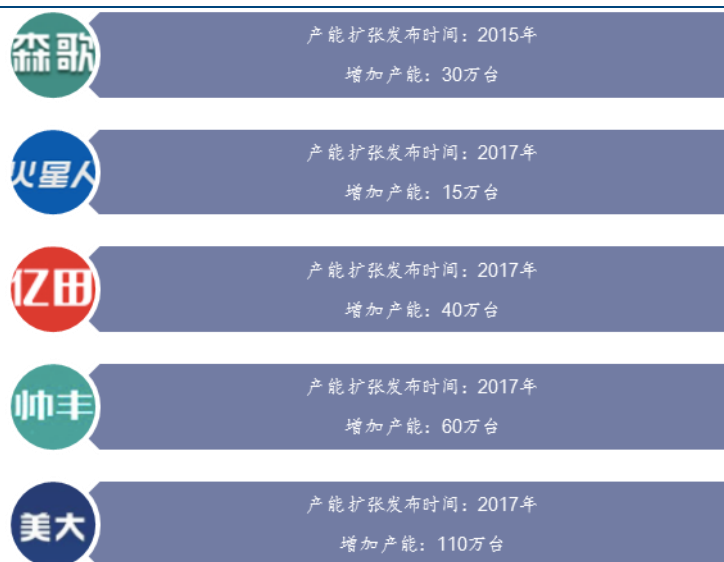 森歌
产能扩张发布时间：2015年
增加产能：30万台
火星人
产能扩张发布时间：2017年
增加产能：15万台
亿田
产能扩张发布时间：2017年
增加产能：40万台
帅丰
产能扩张发布时间：2017年
增加产能：60万台
美大
产能扩张发布时间：2017年
增加产能：110万台